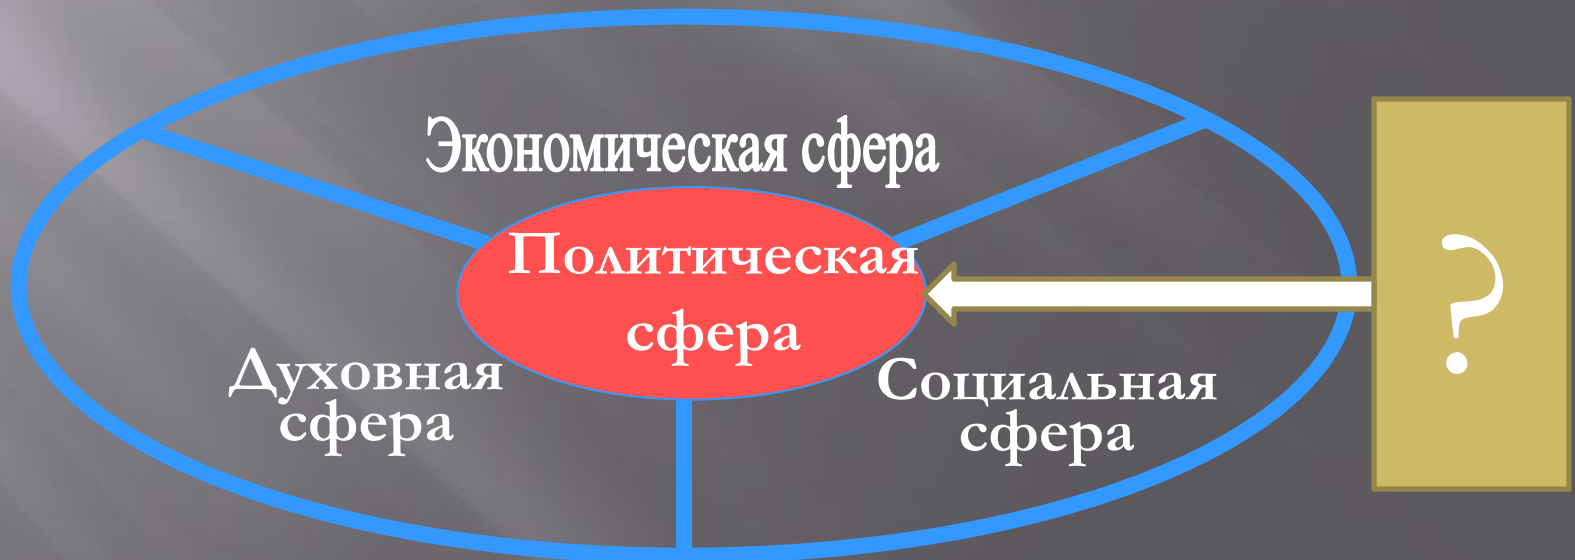 Экономическая сфера
Политическая
сфера
Духовная
сфера
Социальная
сфера
?